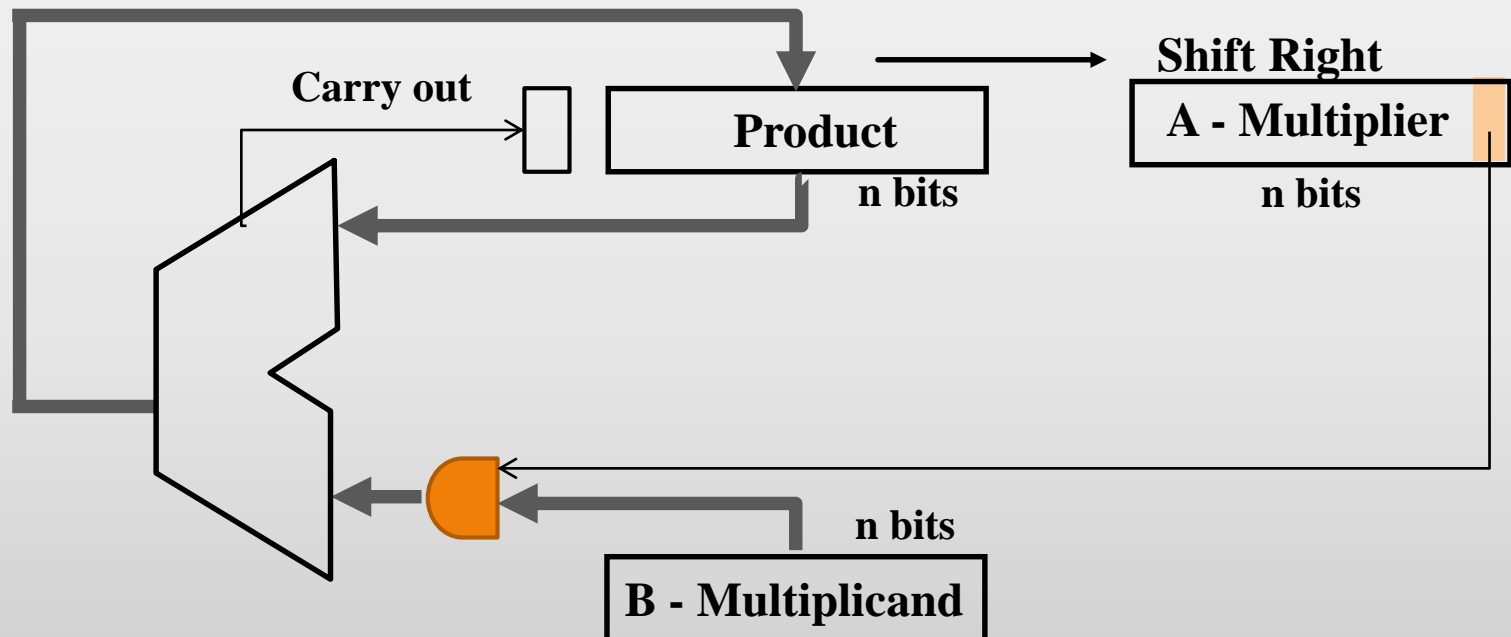 Shift Right
Carry out
Product
A - Multiplier
n bits
n bits
n bits
B - Multiplicand